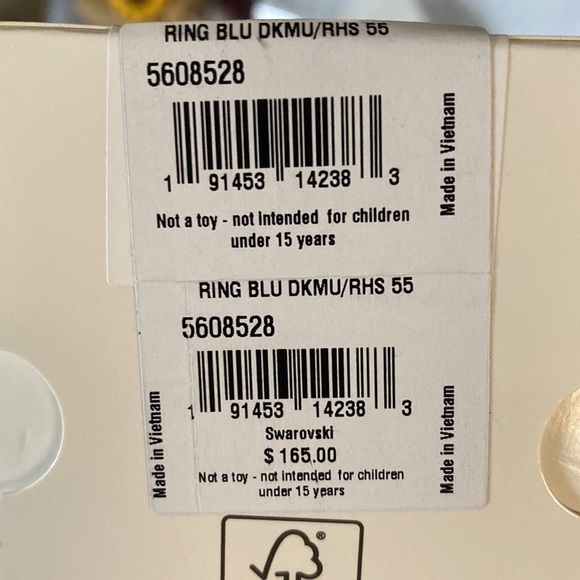 RING BLU DKMU/RHS 55
5608528
1 91453 14238 3
Not a toy - not intended for children
under 15 years
Made in Vietnam
RING BLU DKMU/RHS 55
5608528
1 91453 14238 3
Swarovski
$ 165.00
Not a toy - not intended for children
under 15 years
Made in Vietnam
Made in Vietnam
®